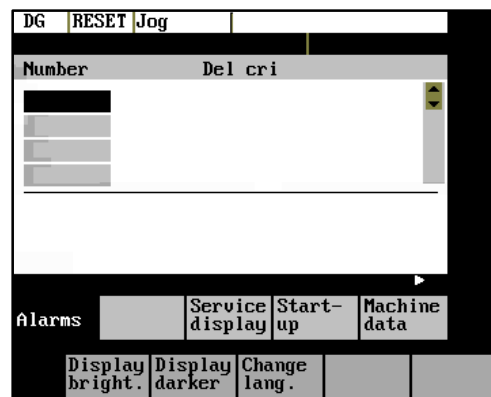 DG RESET Jog
Number Del cri
Alarms
Service display
Start-up
Machine data
Display bright.
Display darker
Change lang.